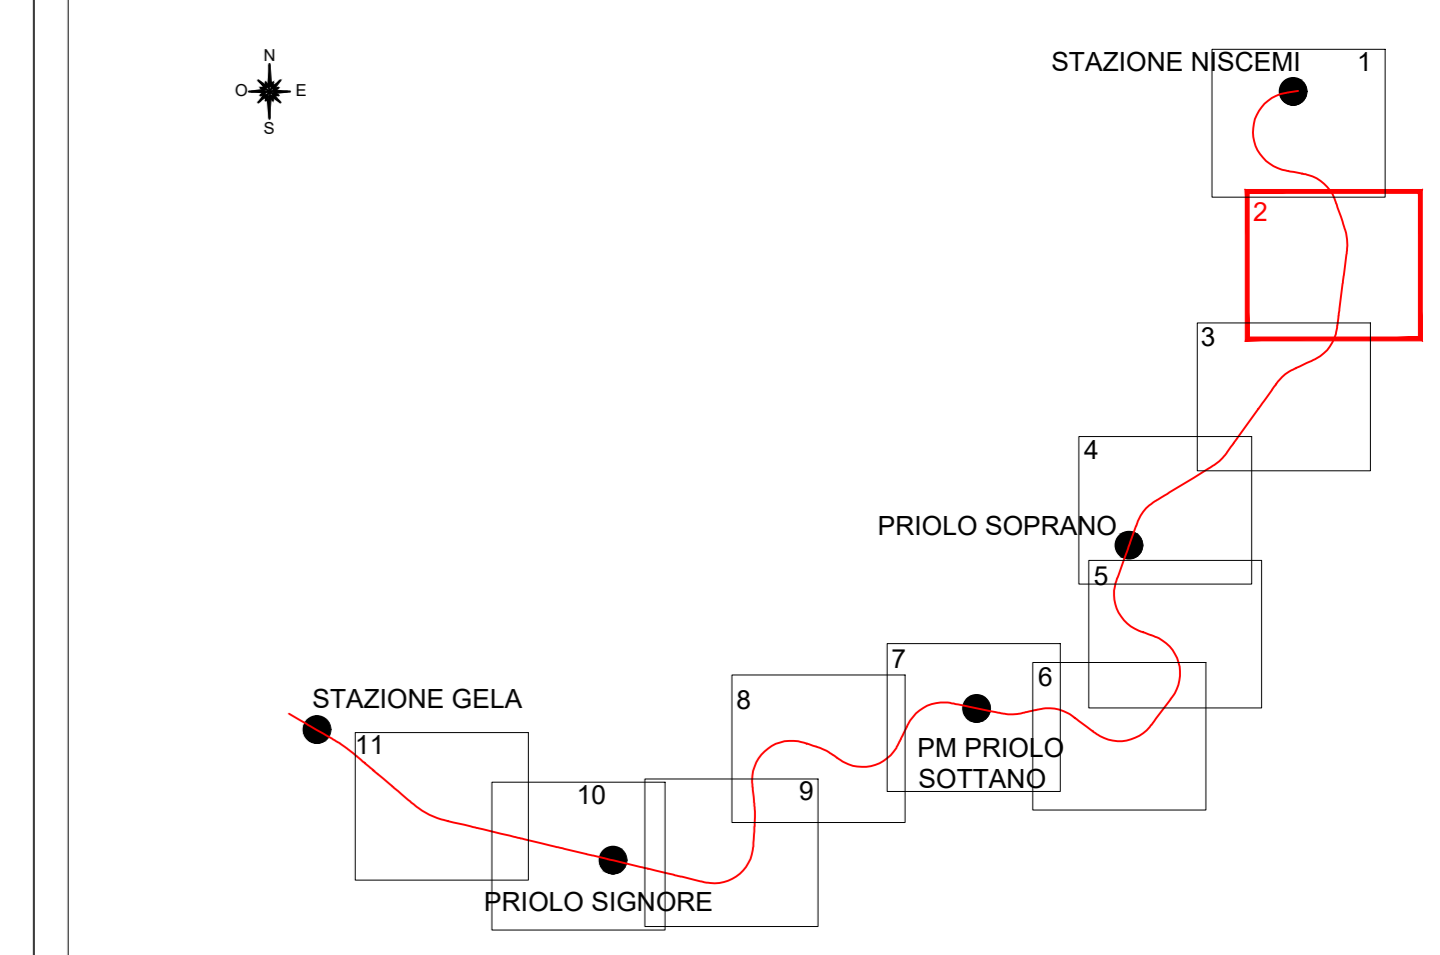 N
O E
S
STAZIONE NISCEMI 1
2
3
4
PRIOLO SOPRANO
5
7
6
STAZIONE GELA
8
11
PM PRIOLO
SOTTANO
10
9
PRIOLO SIGNORE